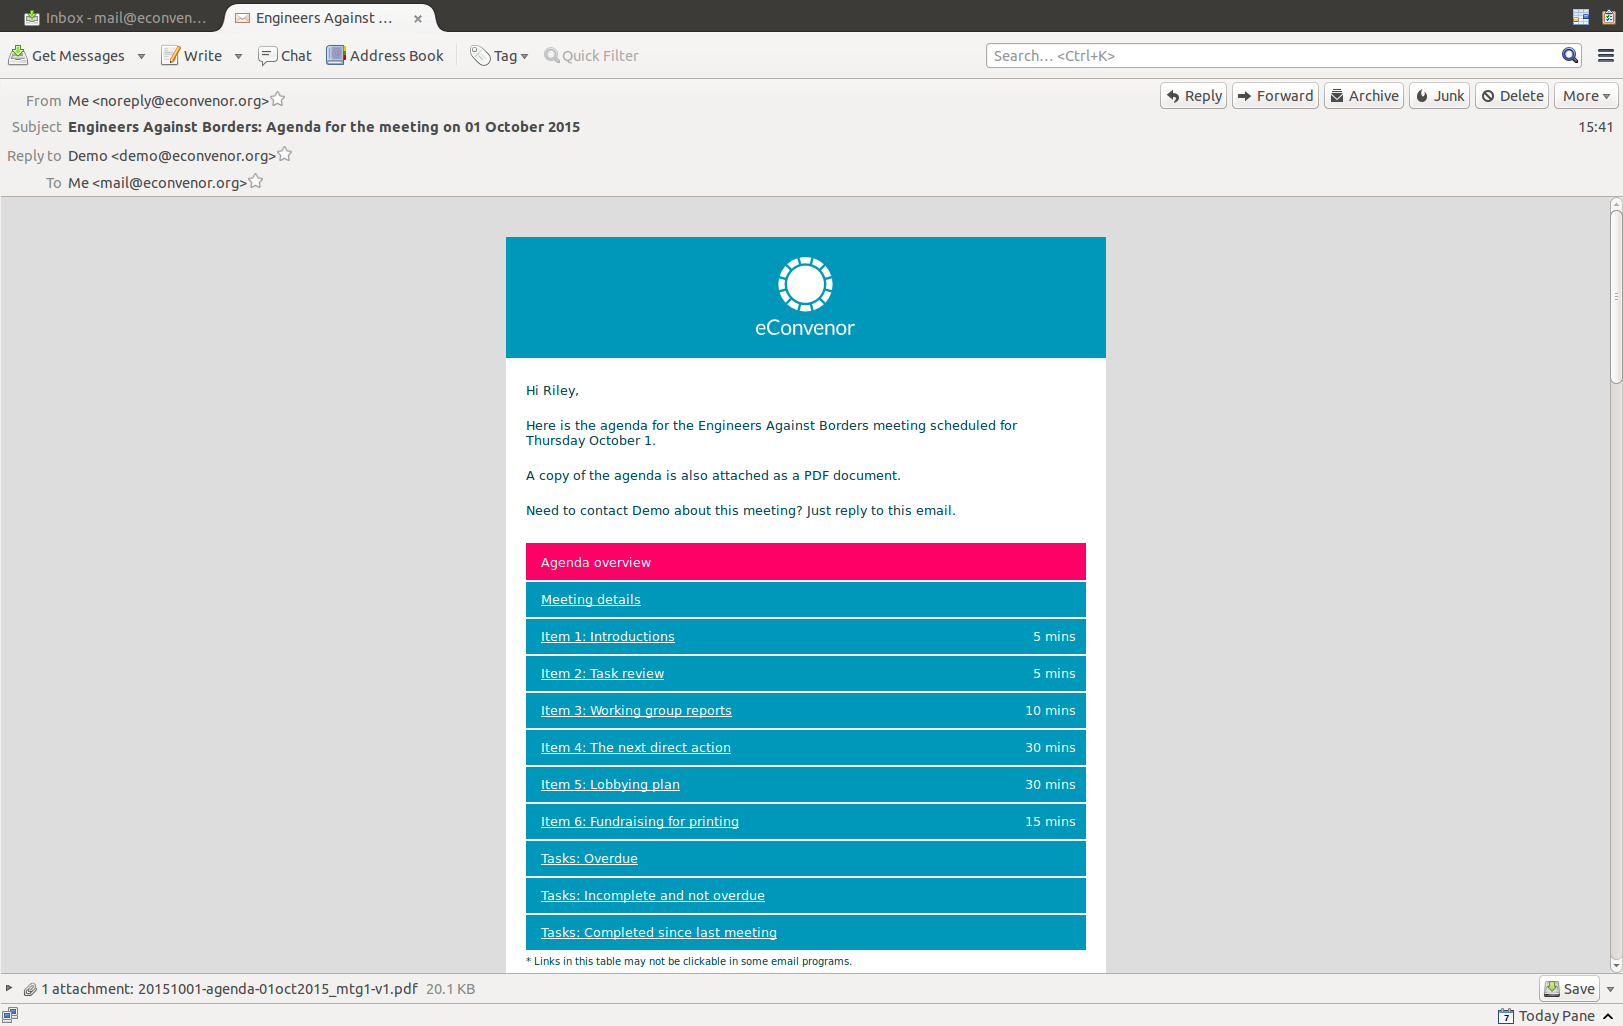 Inbox - mail@econven...
Engineers Against ...
Get Messages
Write
Chat
Address Book
Tag
Quick Filter
Search... <Ctrl+K>
From Me <noreply@econvenor.org>
Reply
Forward
Archive
Junk
Delete
More
Subject Engineers Against Borders: Agenda for the meeting on 01 October 2015
15:41
Reply to Demo <demo@econvenor.org>
To Me <mail@econvenor.org>
eConvenor
Hi Riley,
Here is the agenda for the Engineers Against Borders meeting scheduled for
Thursday October 1.
A copy of the agenda is also attached as a PDF document.
Need to contact Demo about this meeting? Just reply to this email.
Agenda overview
Meeting details
Item 1: Introductions 5 mins
Item 2: Task review 5 mins
Item 3: Working group reports 10 mins
Item 4: The next direct action 30 mins
Item 5: Lobbying plan 30 mins
Item 6: Fundraising for printing 15 mins
Tasks: Overdue
Tasks: Incomplete and not overdue
Tasks: Completed since last meeting
* Links in this table may not be clickable in some email programs.
1 attachment: 20151001-agenda-01oct2015_mtg1-v1.pdf 20.1 KB
Save
7 Today Pane